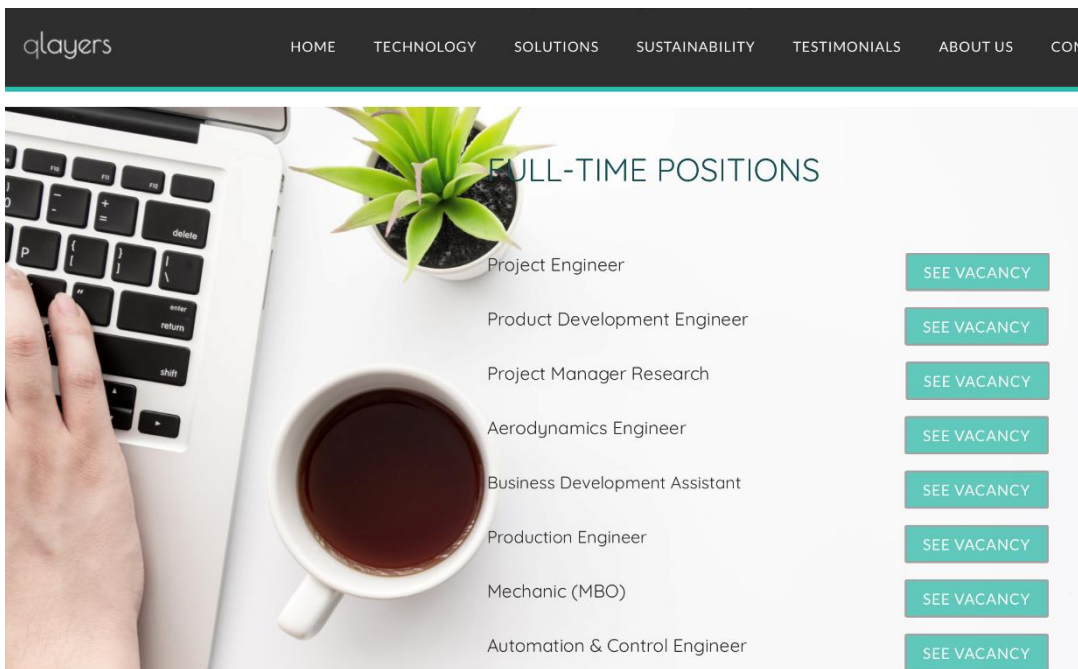 qlayers
HOME TECHNOLOGY SOLUTIONS SUSTAINABILITY TESTIMONIALS ABOUT US
FULL-TIME POSITIONS
Project Engineer SEE VACANCY
Product Development Engineer SEE VACANCY
Project Manager Research SEE VACANCY
Aerodynamics Engineer SEE VACANCY
Business Development Assistant SEE VACANCY
Production Engineer SEE VACANCY
Mechanic (MBO) SEE VACANCY
Automation & Control Engineer SEE VACANCY
delete
P
enter
return
shift